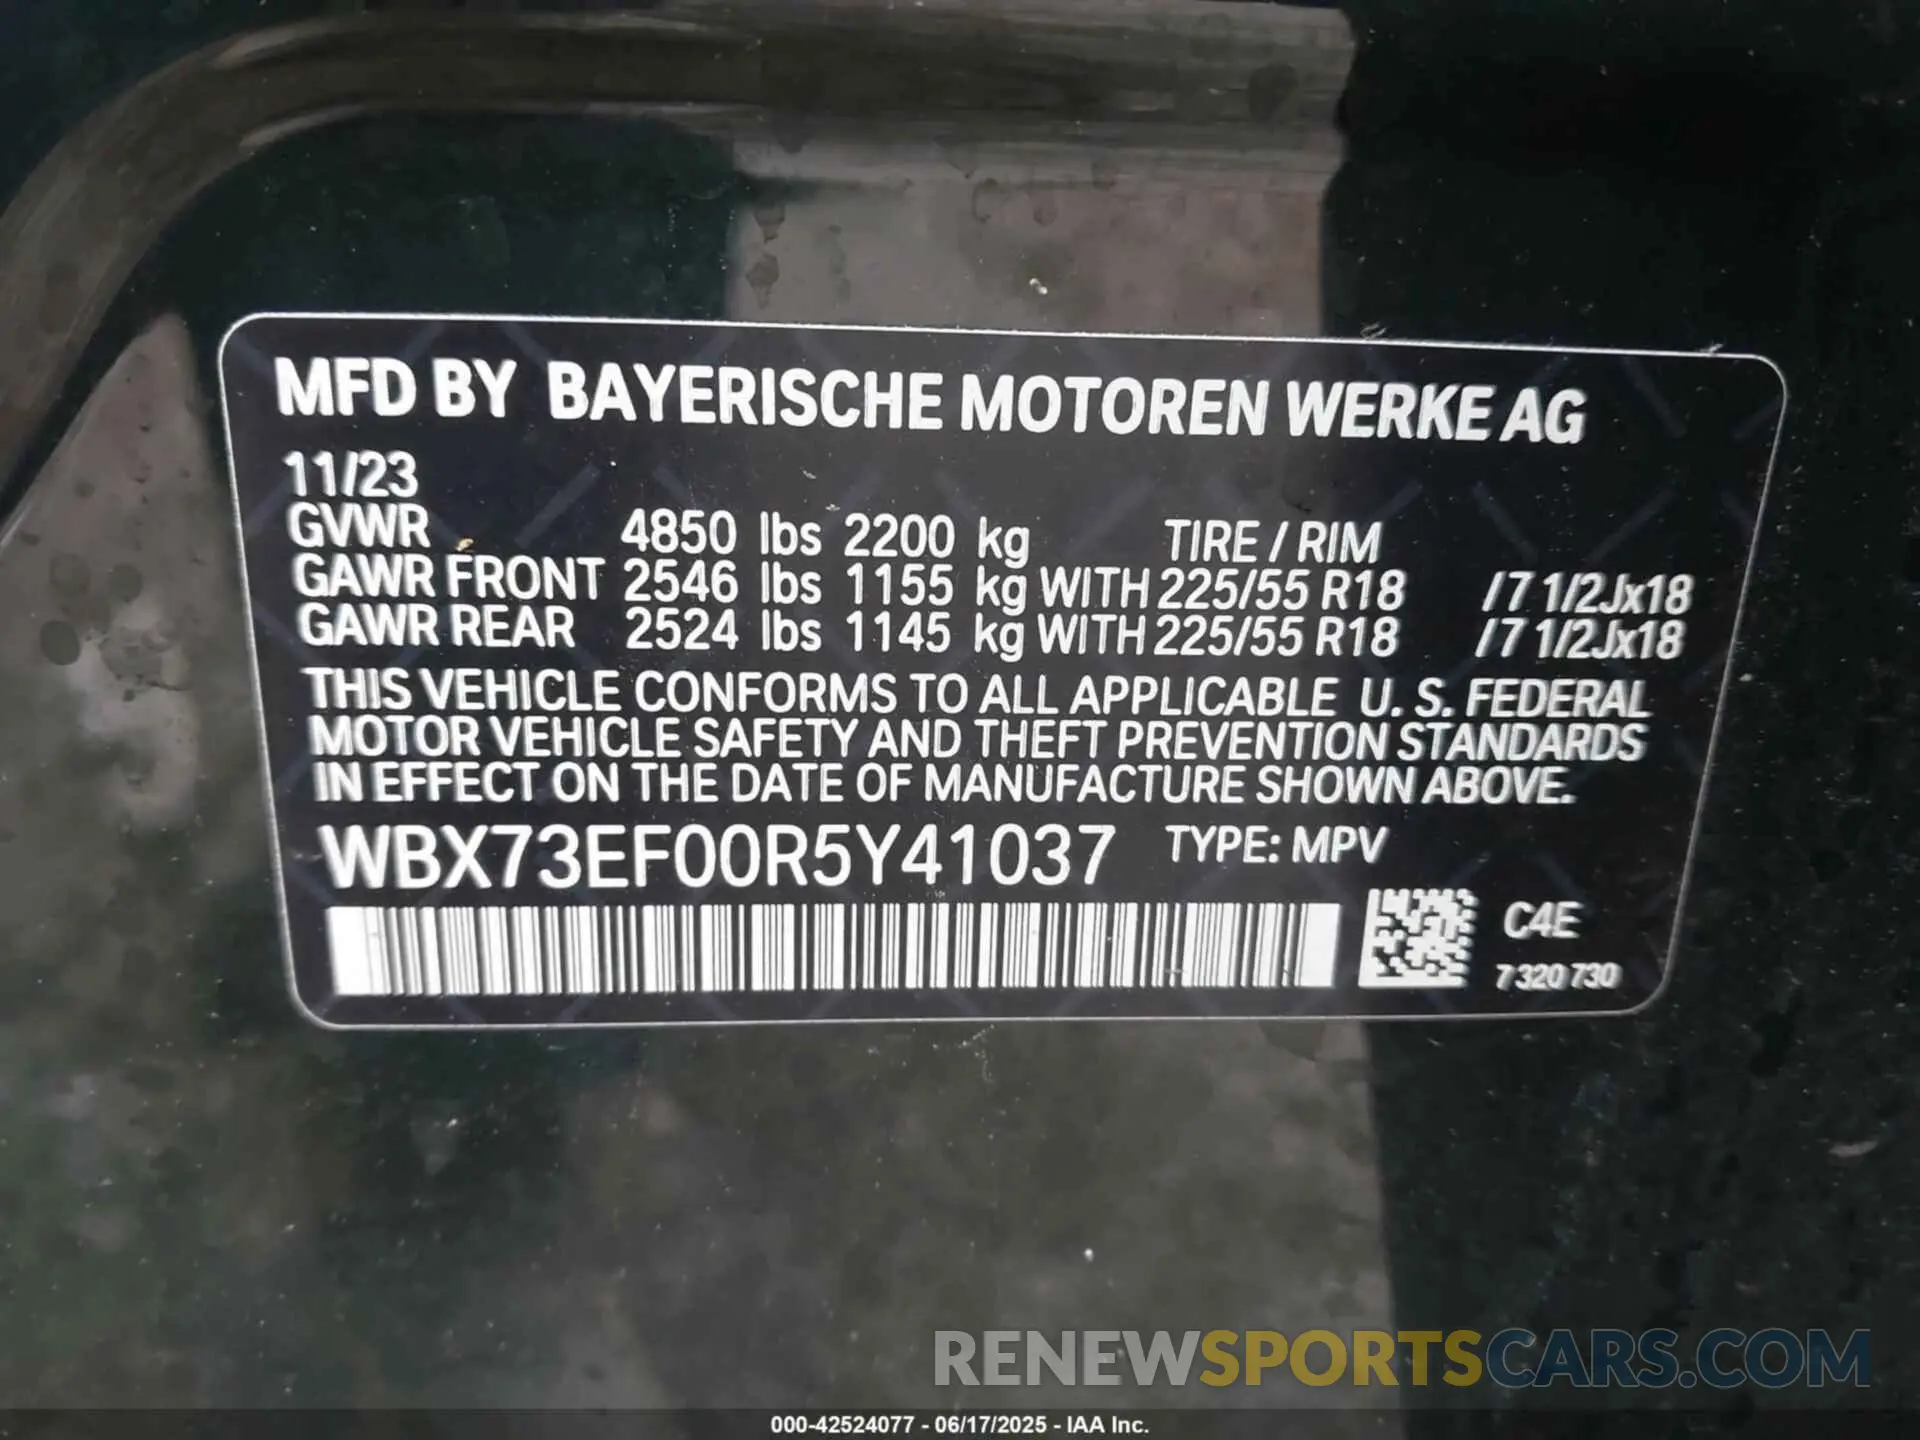 MFD BY BAYERISCHE MOTOREN WERKE AG
11/23
GVWR 4850 lbs 2200 kg TIRE / RIM
GAWR FRONT 2546 lbs 1155 kg WITH 225/55 R18 /7 1/2Jx18
GAWR REAR 2524 lbs 1145 kg WITH 225/55 R18 /7 1/2Jx18
THIS VEHICLE CONFORMS TO ALL APPLICABLE U. S. FEDERAL
MOTOR VEHICLE SAFETY AND THEFT PREVENTION STANDARDS
IN EFFECT ON THE DATE OF MANUFACTURE SHOWN ABOVE.
WBX73EF00R5Y41037 TYPE: MPV
C4E
7 320 730
RENEWSPORTSCARS.COM
000-42524077 - 06/17/2025 - IAA Inc.